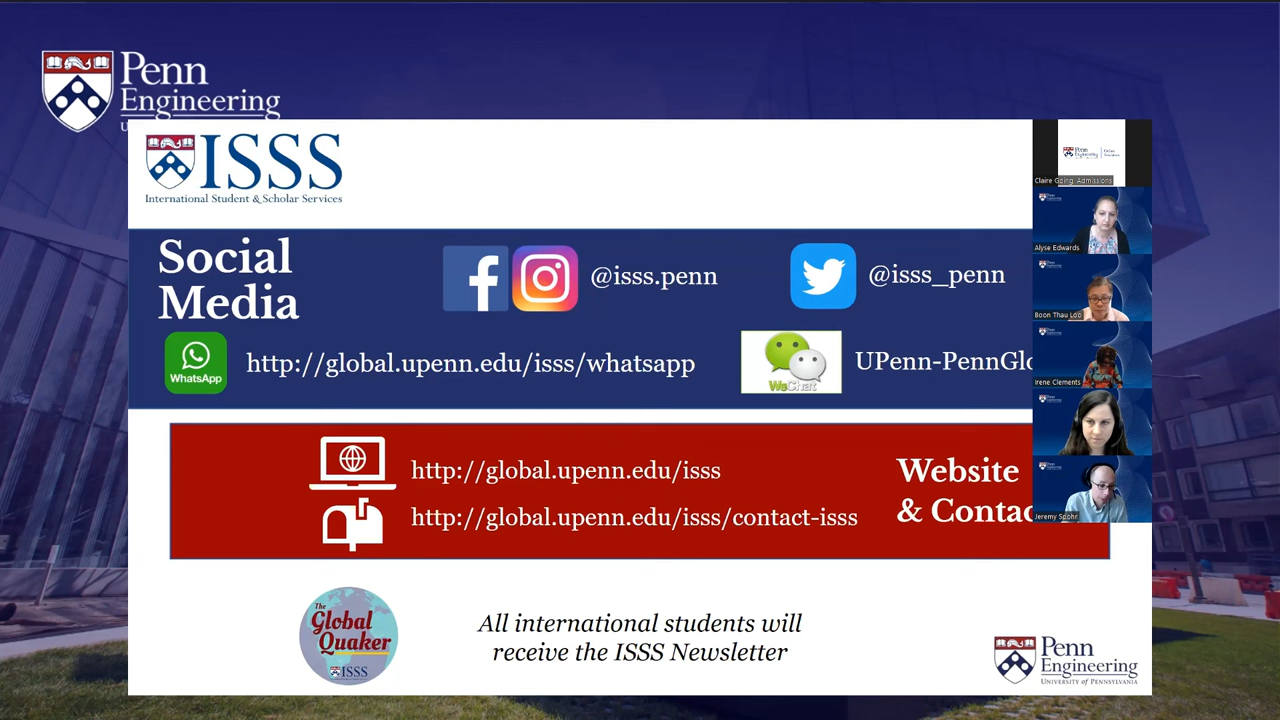 Penn
Engineering
ISSS
International Student & Scholar Services
Social
Media
@isss.penn
@isss_penn
WhatsApp
http://global.upenn.edu/isss/whatsapp
WeChat
UPenn-PennGlo
http://global.upenn.edu/isss
http://global.upenn.edu/isss/contact-isss
Website
& Contac
The
Global
Quaker
ISSS
All international students will
receive the ISSS Newsletter
Penn
Engineering
University of Pennsylvania
Penn
Engineering
Claire Going Admissions
Alyse Edwards
Boon Thau Loo
Irene Clements
Jeremy Spohr